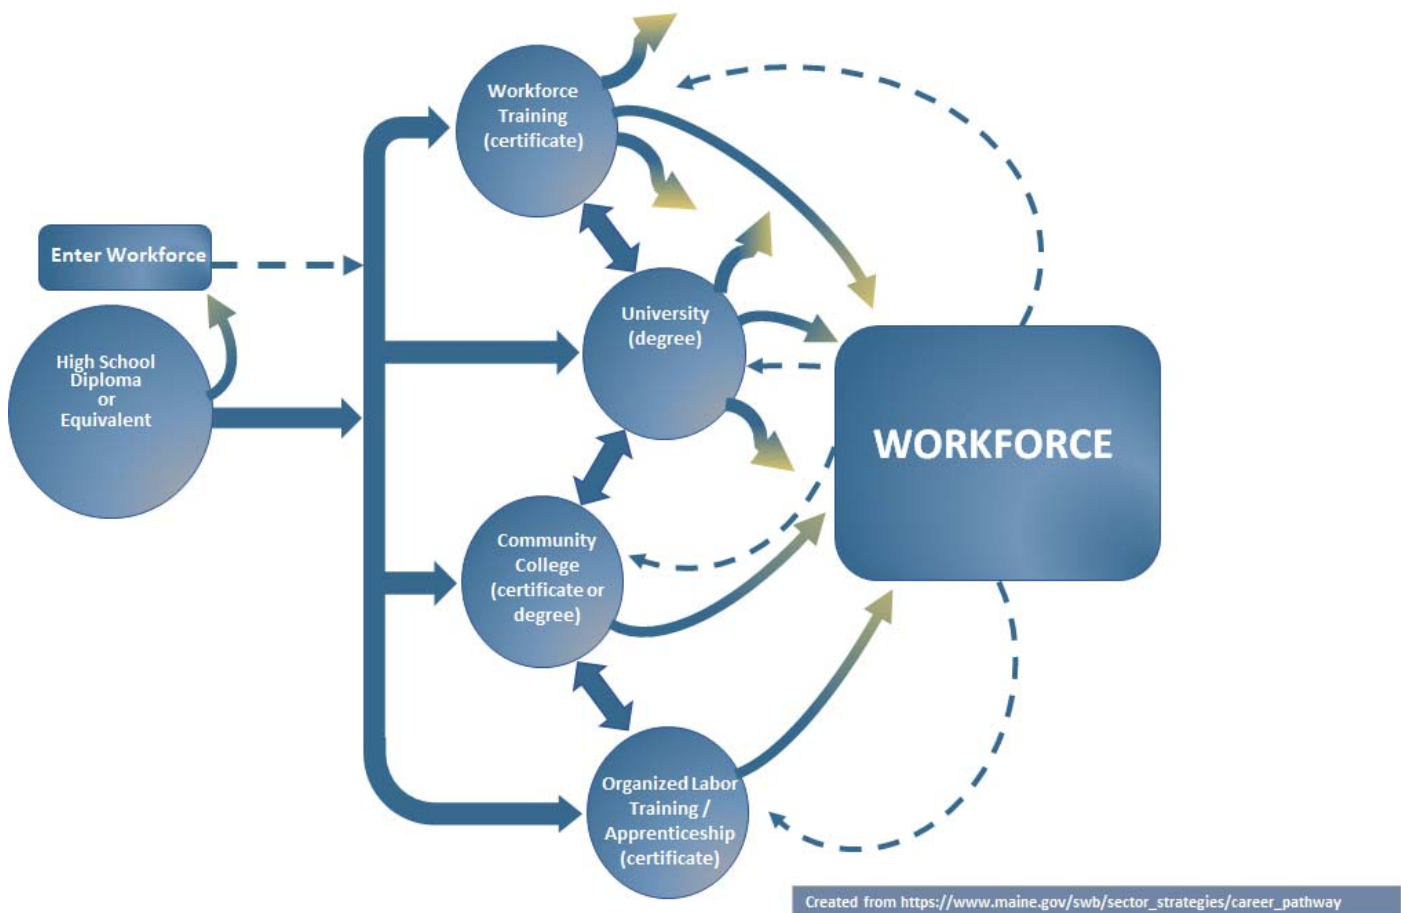 Workforce
Training
(certificate)
Enter Workforce
High School
Diploma
or
Equivalent
University
(degree)
WORKFORCE
Community
College
(certificate or
degree)
Organized Labor
Training /
Apprenticeship
(certificate)
Created from https://www.maine.gov/swb/sector_strategies/career_pathway